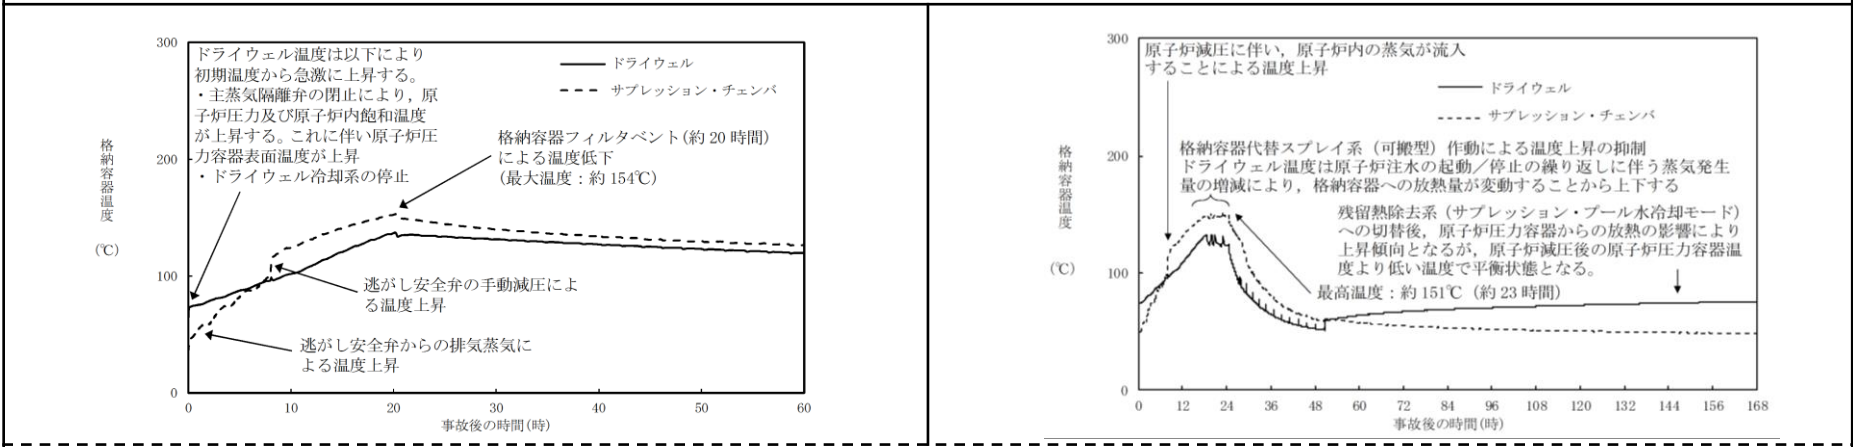 300
200
100
0
格納容器温度
(℃)
ドライウェル温度は以下により
初期温度から急激に上昇する。
・主蒸気隔離弁の閉止により，原
子炉圧力及び原子炉内飽和温度
が上昇する。これに伴い原子炉圧
力容器表面温度が上昇
・ドライウェル冷却系の停止
ドライウェル
サプレッション・チェンバ
格納容器フィルタベント(約 20 時間)
による温度低下
(最大温度：約 154℃)
逃がし安全弁の手動減圧によ
る温度上昇
逃がし安全弁からの排気蒸気に
よる温度上昇
0 10 20 30 40 50 60
事故後の時間(時)
300
200
100
0
格納容器温度
(℃)
原子炉減圧に伴い，原子炉内の蒸気が流入
することによる温度上昇
ドライウェル
サプレッション・チェンバ
格納容器代替スプレイ系（可搬型）作動による温度上昇の抑制
ドライウェル温度は原子炉注水の起動／停止の繰り返しに伴う蒸気発生
量の増減により，格納容器への放熱量が変動することから上下する
残留熱除去系（サプレッション・プール水冷却モード）
への切替後，原子炉圧力容器からの放熱の影響により
上昇傾向となるが，原子炉減圧後の原子炉圧力容器温
度より低い温度で平衡状態となる。
最高温度：約 151℃（約 23 時間）
0 12 24 36 48 60 72 84 96 108 120 132 144 156 168
事故後の時間(時)